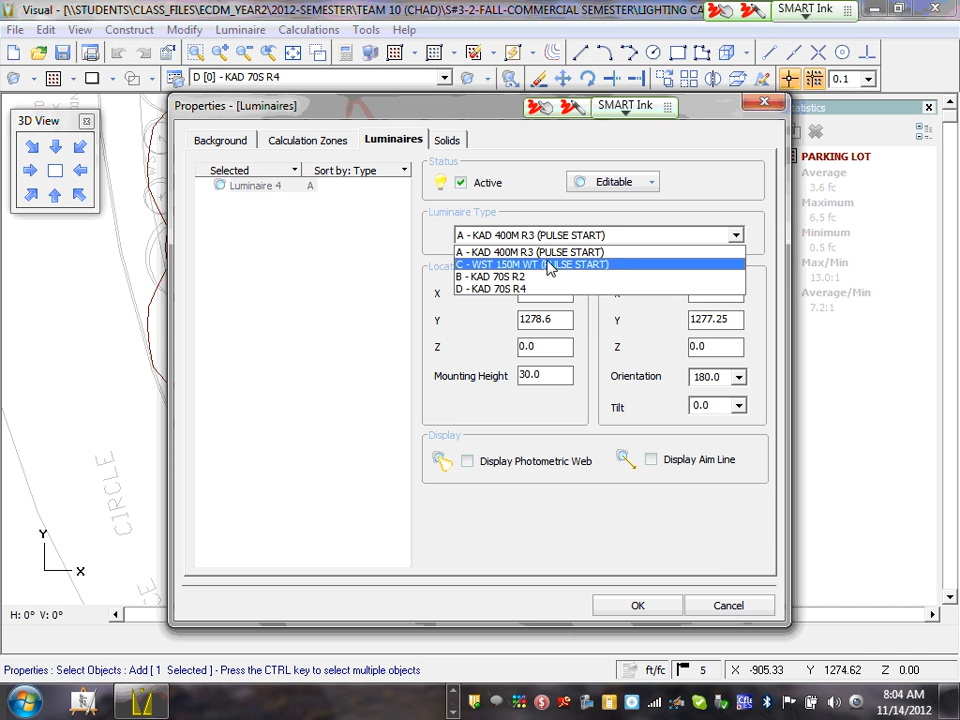 Visual - [\\STUDENTS\CLASS_FILES\ECDM_YEAR2\2012-SEMESTER\TEAM 10 (CHAD)\S#3-2-FALL-COMMERCIAL SEMESTER\LIGHTING CA
SMART Ink
File Edit View Construct Modify Luminaire Calculations Tools Help
D [0] - KAD 70S R4
0.1
Properties - [Luminaires]
SMART Ink
3D View
Background
Calculation Zones
Luminaires
Solids
Selected
Sort by: Type
Luminaire 4 A
Status
Active
Editable
Luminaire Type
A - KAD 400M R3 (PULSE START)
A - KAD 400M R3 (PULSE START)
C - WST 150M WT (PULSE START)
B - KAD 70S R2
D - KAD 70S R4
X
Y 1278.6
Y 1277.25
Z 0.0
Z 0.0
Mounting Height 30.0
Orientation 180.0
Tilt 0.0
Display
Display Photometric Web
Display Aim Line
OK
Cancel
PARKING LOT
Average
3.6 fc
Maximum
6.5 fc
Minimum
0.5 fc
Max/Min
13.0:1
Average/Min
7.2:1
CIRCLE
Y
X
H: 0° V: 0°
Properties : Select Objects : Add [ 1 Selected ] - Press the CTRL key to select multiple objects
ft/fc
5
X -905.33 Y 1274.62 Z 0.00
8:04 AM
11/14/2012